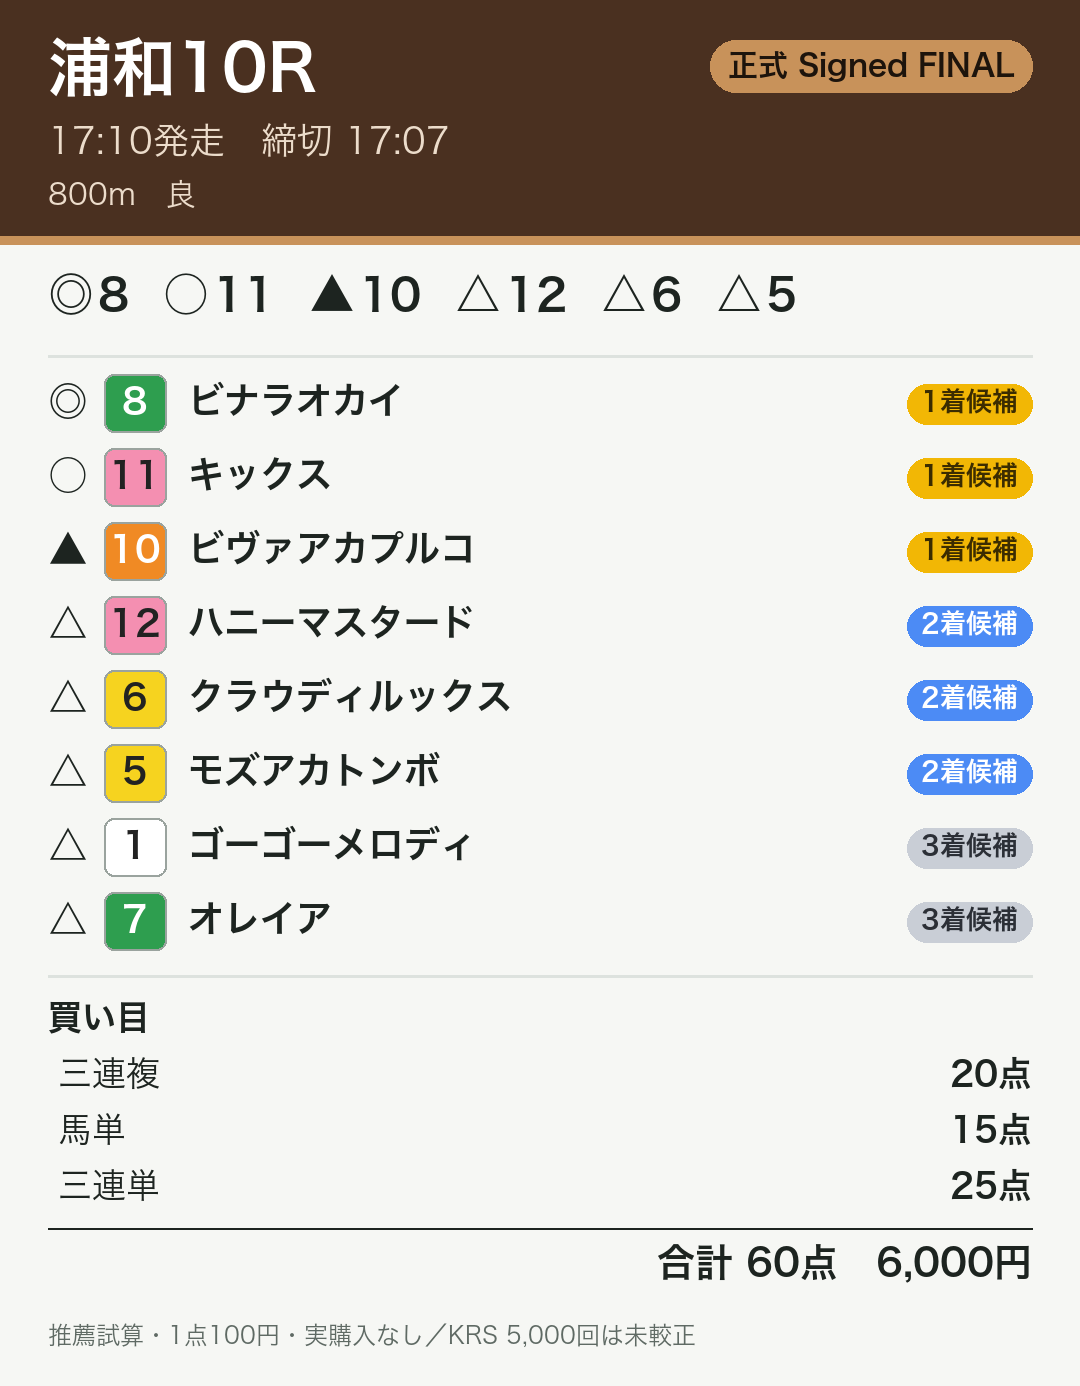 浦和10R
正式 Signed FINAL
17:10発走　締切 17:07
800m　良
◎8 ○11 ▲10 △12 △6 △5
◎ 8 ビナラオカイ 1着候補
○ 11 キックス 1着候補
▲ 10 ビヴァアカプルコ 1着候補
△ 12 ハニーマスタード 2着候補
△ 6 クラウディルックス 2着候補
△ 5 モズアカトンボ 2着候補
△ 1 ゴーゴーメロディ 3着候補
△ 7 オレイア 3着候補
買い目
三連複 20点
馬単 15点
三連単 25点
合計 60点　6,000円
推薦試算・1点100円・実購入なし／KRS 5,000回は未較正